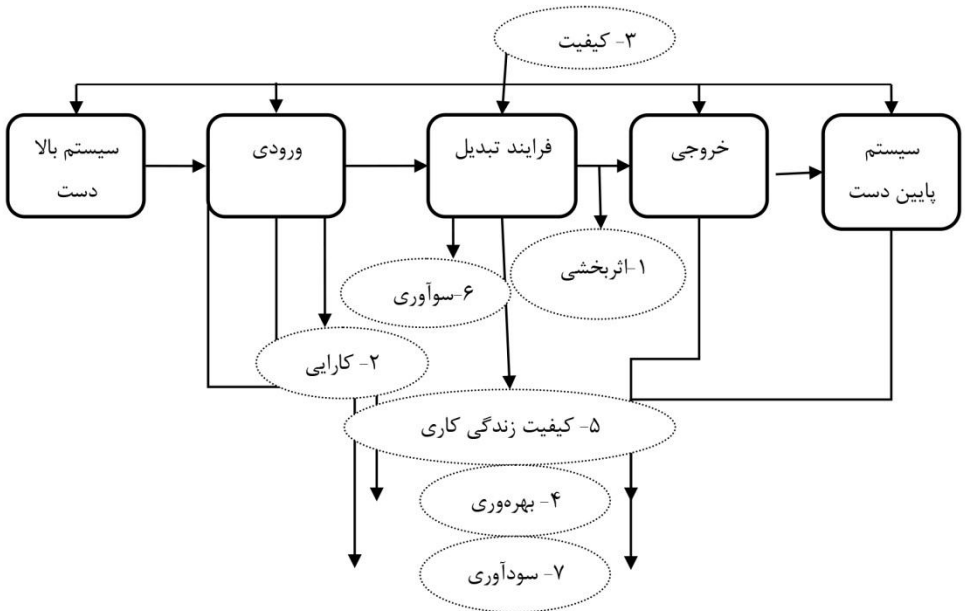 ۳- کیفیت
سیستم بالا
دست
ورودی
فرایند تبدیل
خروجی
سیستم
پایین دست
۱-اثربخشی
۶-سوآوری
۲- کارایی
۵- کیفیت زندگی کاری
۴- بهره‌وری
۷- سودآوری